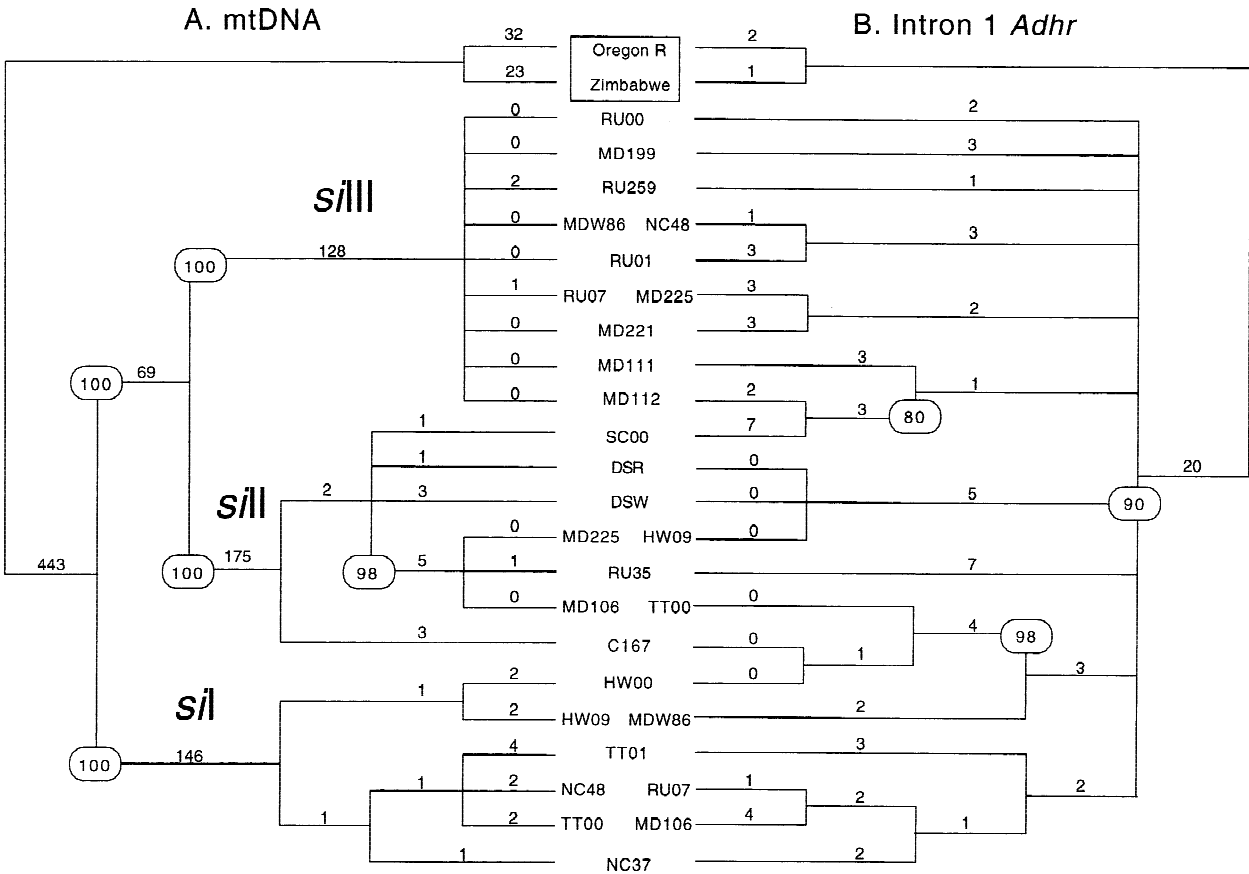 A. mtDNA
B. Intron 1 Adhr
32 Oregon R 2
23 Zimbabwe 1
0 RU00 2
0 MD199 3
2 RU259 1
siIII
0 MDW86 NC48 1
3
128 0 RU01 3
100
1 RU07 MD225 3
2
0 MD221 3
0 MD111 3
100 69
1
0 MD112 2
3 80
1 SC00 7
1 DSR 0
20
siII
2 3 DSW 0 5 90
0 MD225 HW09 0
443 100 175 98 5 1 RU35 7
0 MD106 TT00 0
4 98
3 C167 0
1
1 2 HW00 0
3
siI
2 HW09 MDW86 2
4 TT01 3
100 146
1 2 NC48 RU07 1
2
2
1 2 TT00 MD106 4
1
1 NC37 2